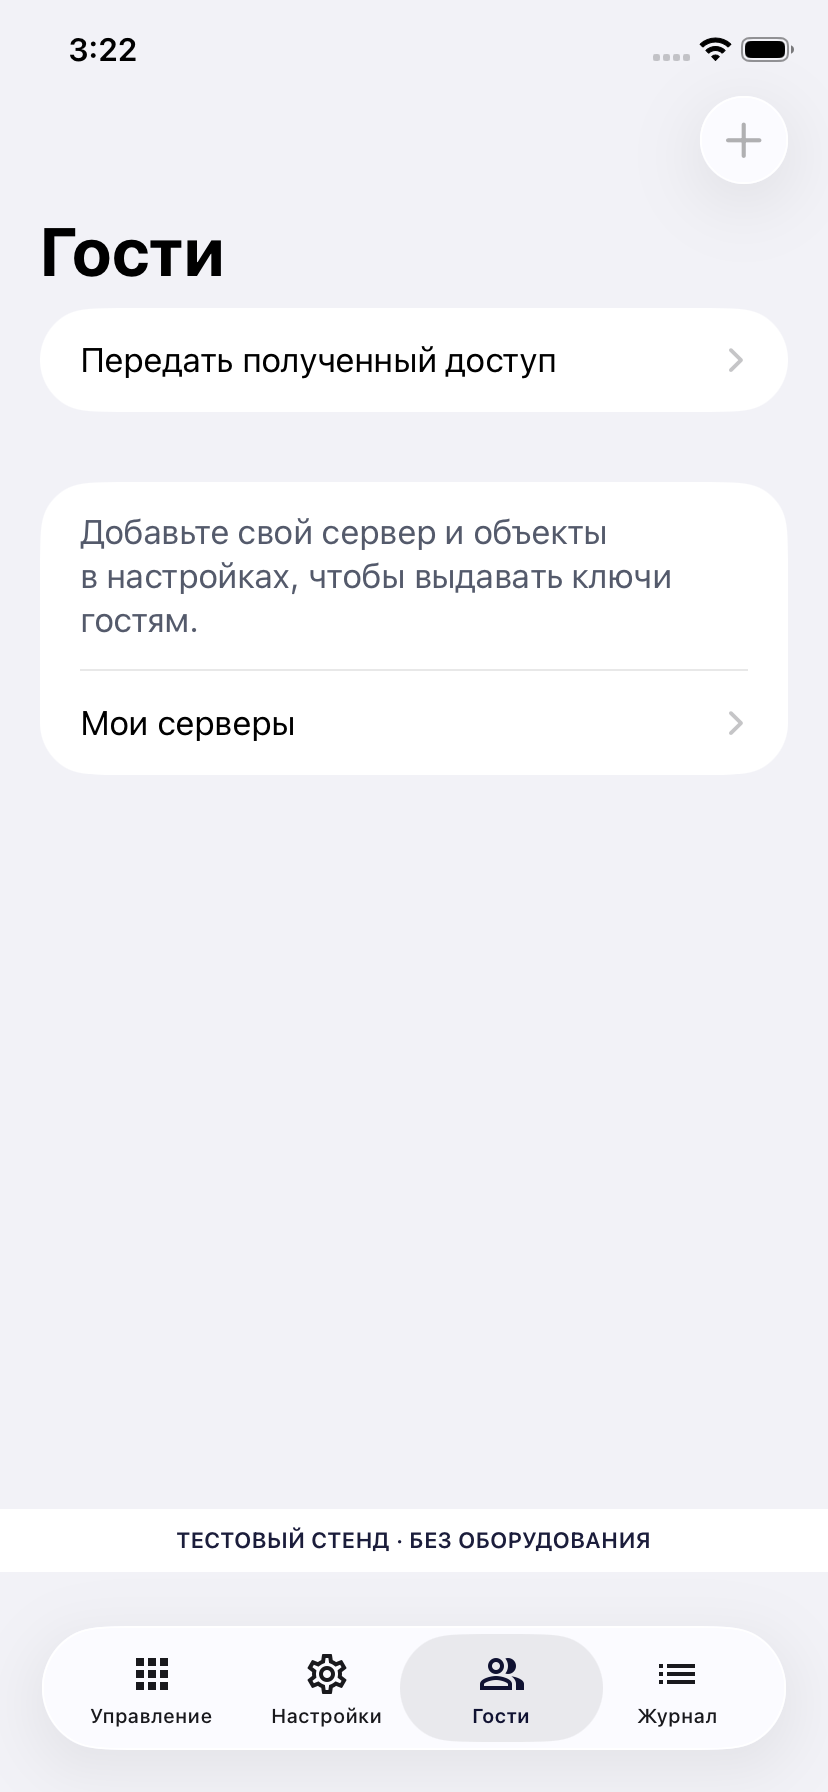 3:22
Гости
Передать полученный доступ
Добавьте свой сервер и объекты
в настройках, чтобы выдавать ключи
гостям.
Мои серверы
ТЕСТОВЫЙ СТЕНД · БЕЗ ОБОРУДОВАНИЯ
Управление
Настройки
Гости
Журнал